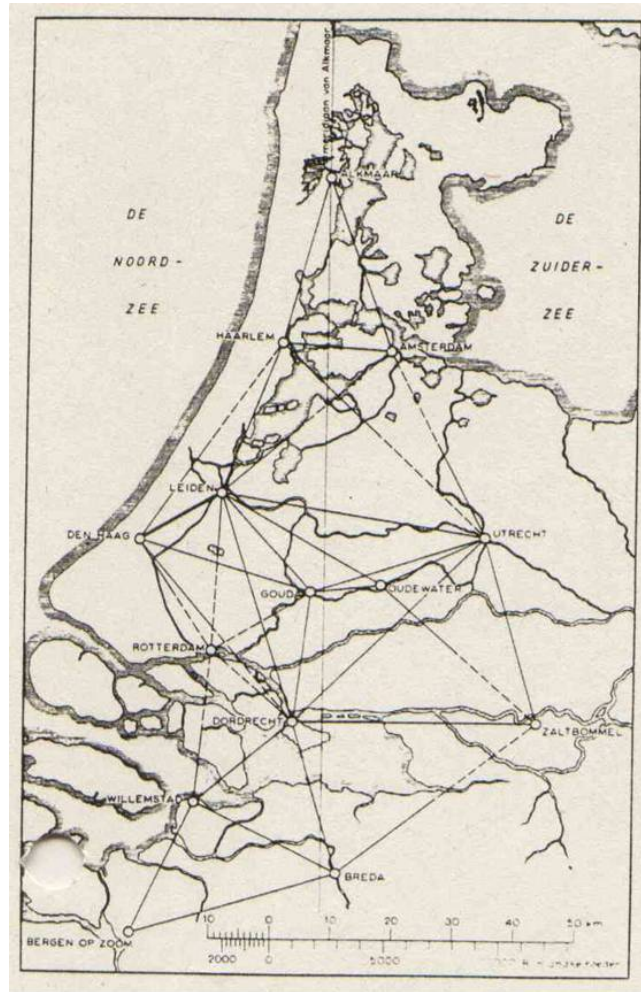 meridiaan van Alkmaar
a)
ALKMAAR
DE
NOORD-
ZEE
DE
ZUIDER-
ZEE
HAARLEM
AMSTERDAM
LEIDEN
DEN HAAG
UTRECHT
GOUDA
OUDEWATER
ROTTERDAM
DORDRECHT
ZALTBOMMEL
WILLEMSTAD
BREDA
BERGEN OP ZOOM
10 0 10 20 30 40 50 km
2000 0 5000